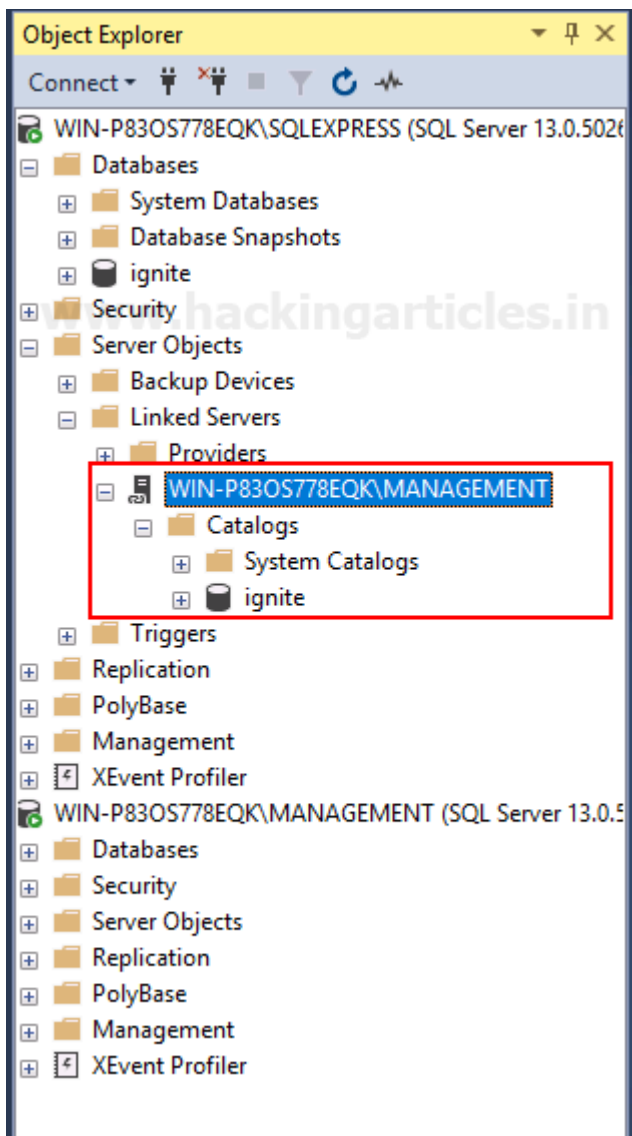 Object Explorer
Connect
WIN-P83OS778EQK\SQLEXPRESS (SQL Server 13.0.5026
Databases
System Databases
Database Snapshots
ignite
www.hackingarticles.in
Security
Server Objects
Backup Devices
Linked Servers
Providers
WIN-P83OS778EQK\MANAGEMENT
Catalogs
System Catalogs
ignite
Triggers
Replication
PolyBase
Management
XEvent Profiler
WIN-P83OS778EQK\MANAGEMENT (SQL Server 13.0.5
Databases
Security
Server Objects
Replication
PolyBase
Management
XEvent Profiler